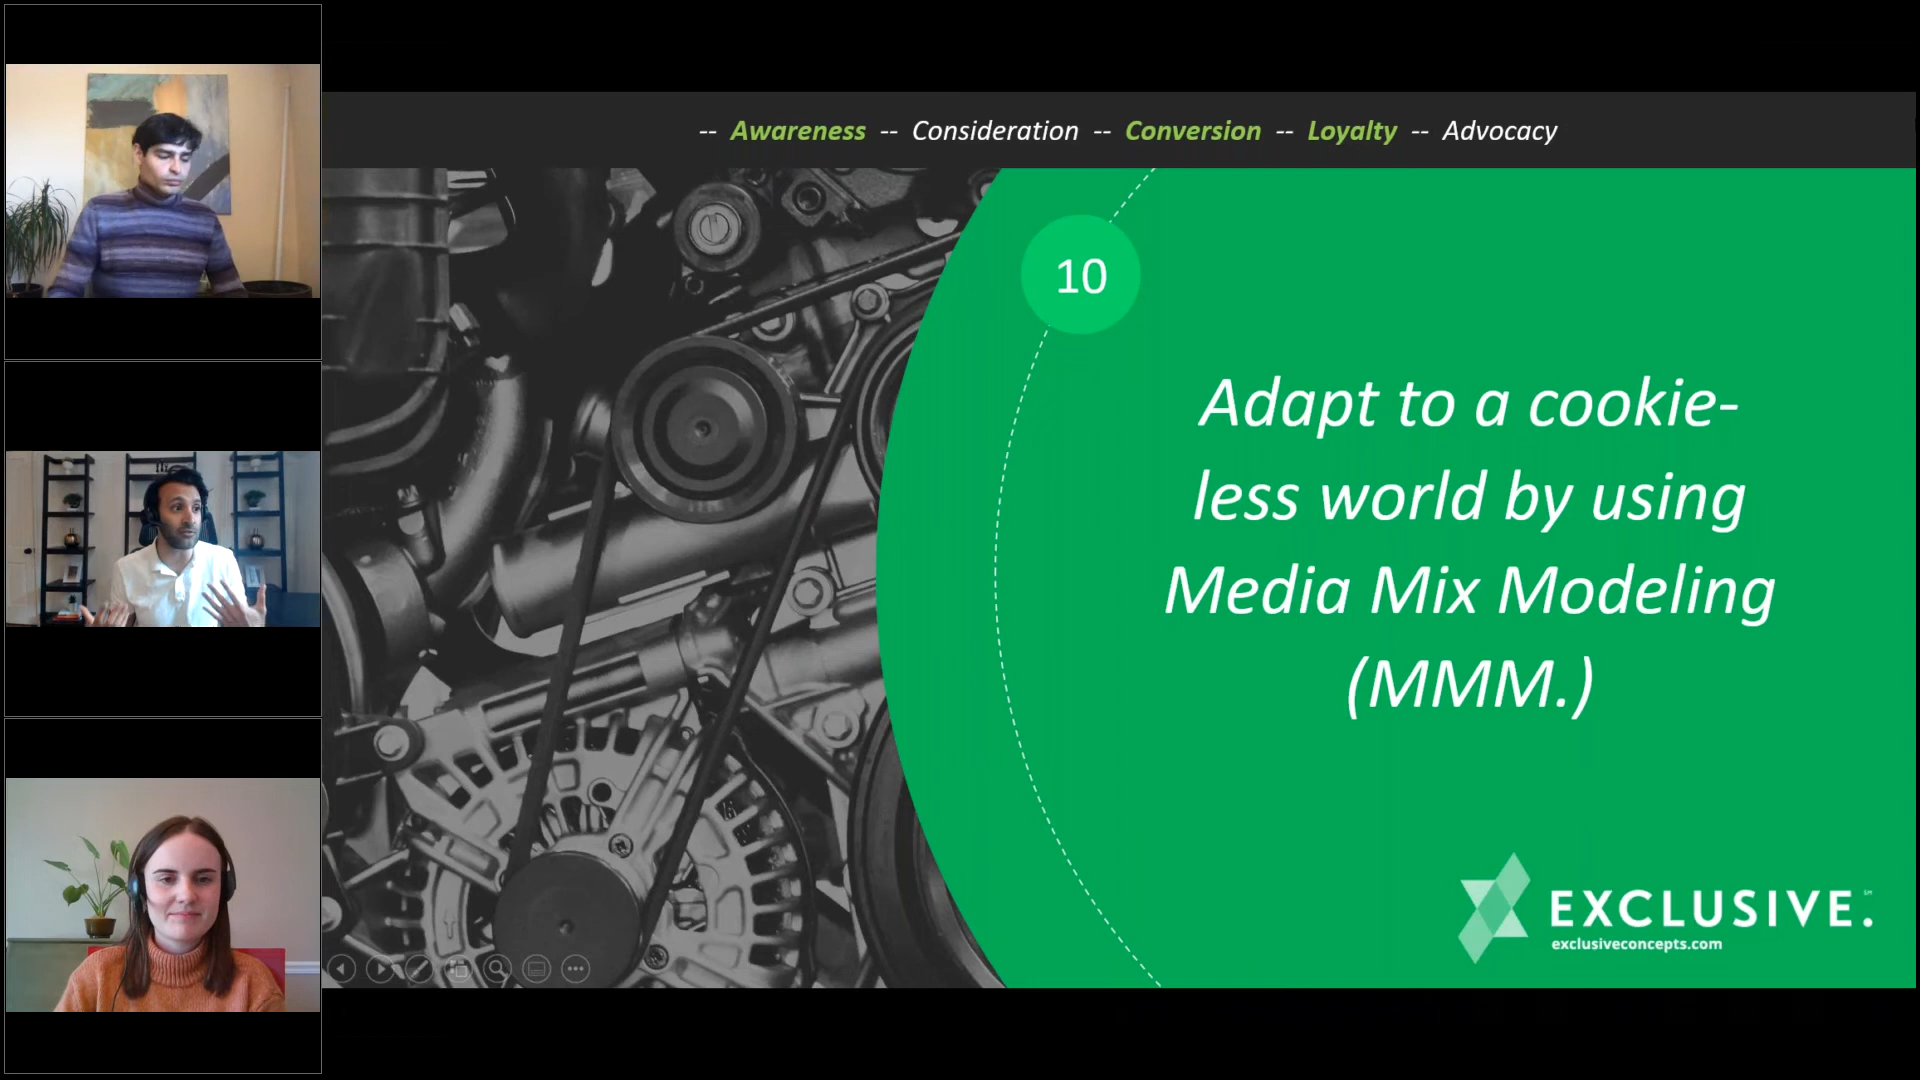 -- Awareness -- Consideration -- Conversion -- Loyalty -- Advocacy
10
Adapt to a cookie-
less world by using
Media Mix Modeling
(MMM.)
EXCLUSIVE. SM
exclusiveconcepts.com